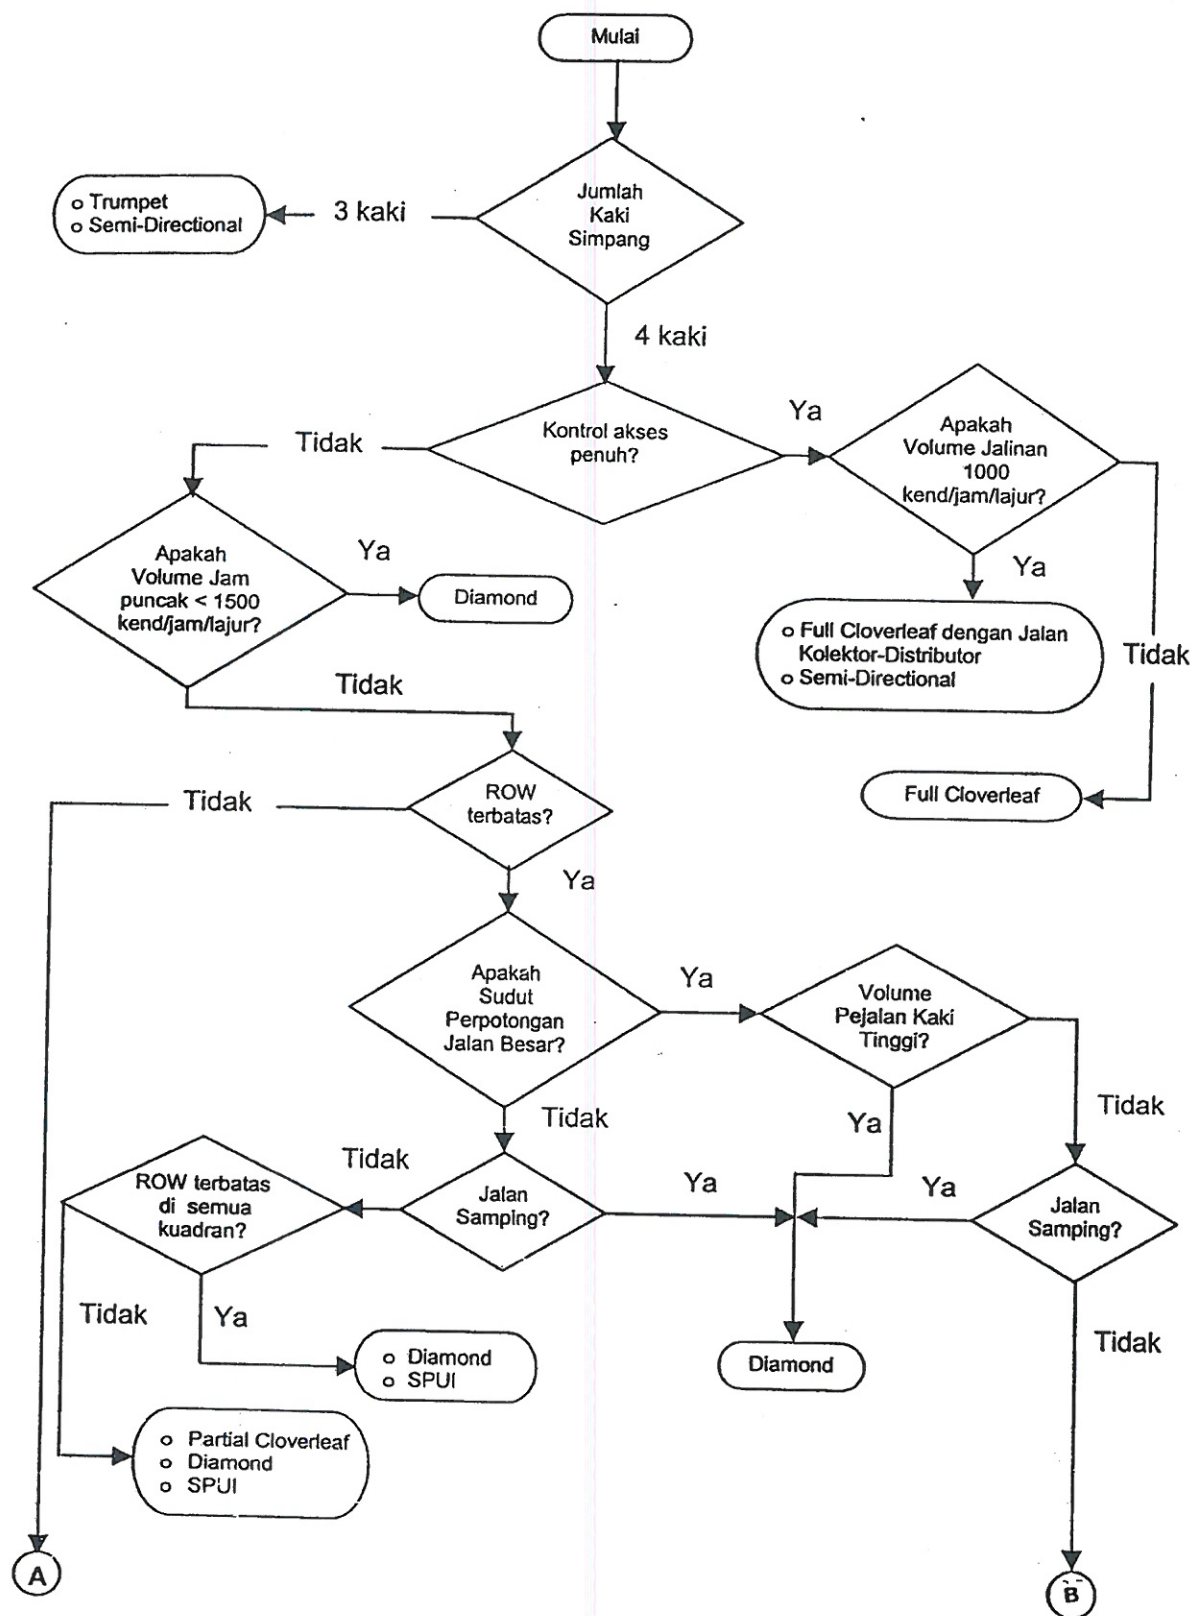 Mulai
Jumlah
Kaki
Simpang
3 kaki
o Trumpet
o Semi-Directional
4 kaki
Kontrol akses
penuh?
Ya
Apakah
Volume Jalinan
1000
kend/jam/lajur?
Tidak
Apakah
Volume Jam
puncak < 1500
kend/jam/lajur?
Ya
Diamond
Ya
o Full Cloverleaf dengan Jalan
Kolektor-Distributor
o Semi-Directional
Tidak
Tidak
Full Cloverleaf
ROW
terbatas?
Tidak
Ya
Apakah
Sudut
Perpotongan
Jalan Besar?
Ya
Volume
Pejalan Kaki
Tinggi?
Ya
Tidak
Tidak
Jalan
Samping?
Tidak
Ya
Ya
Jalan
Samping?
ROW terbatas
di semua
kuadran?
Tidak
Ya
Tidak
o Diamond
o SPUI
Diamond
o Partial Cloverleaf
o Diamond
o SPUI
A
B